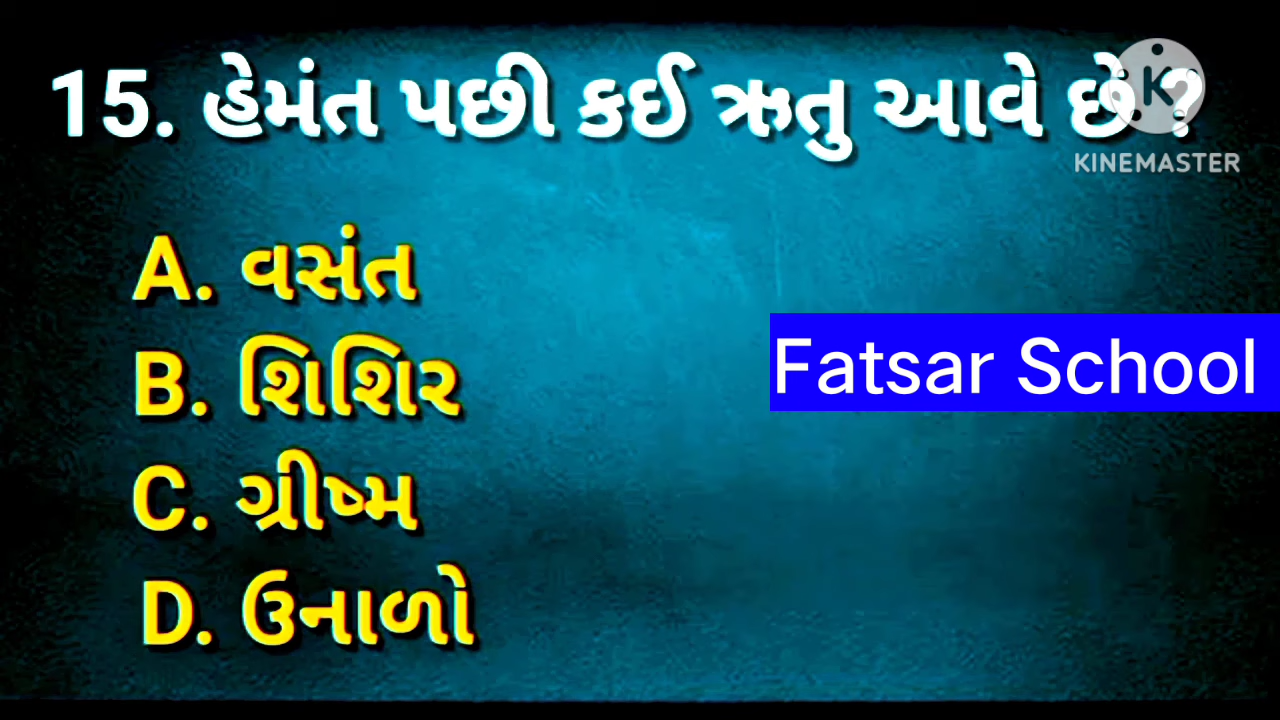 15. હેમંત પછી કઈ ઋતુ આવે છે ?
KINEMASTER
A. વસંત
B. શિશિર
Fatsar School
C. ગ્રીષ્મ
D. ઉનાળો